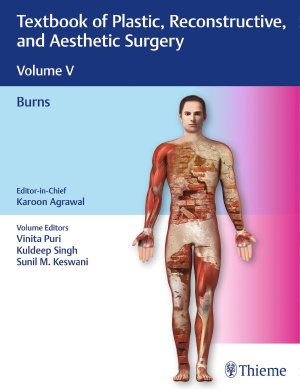 Textbook of Plastic, Reconstructive,
and Aesthetic Surgery
Volume V
Burns
Editor-in-Chief
Karoon Agrawal
Volume Editors
Vinita Puri
Kuldeep Singh
Sunil M. Keswani
Thieme